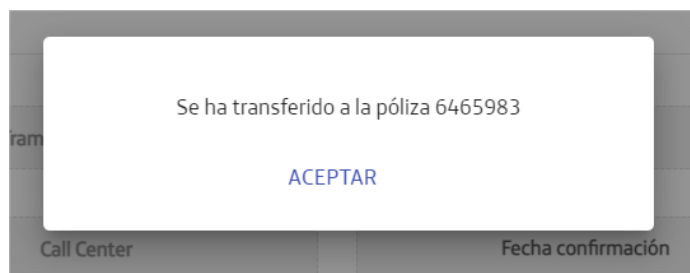 Se ha transferido a la póliza 6465983
ACEPTAR
Call Center
Fecha confirmación